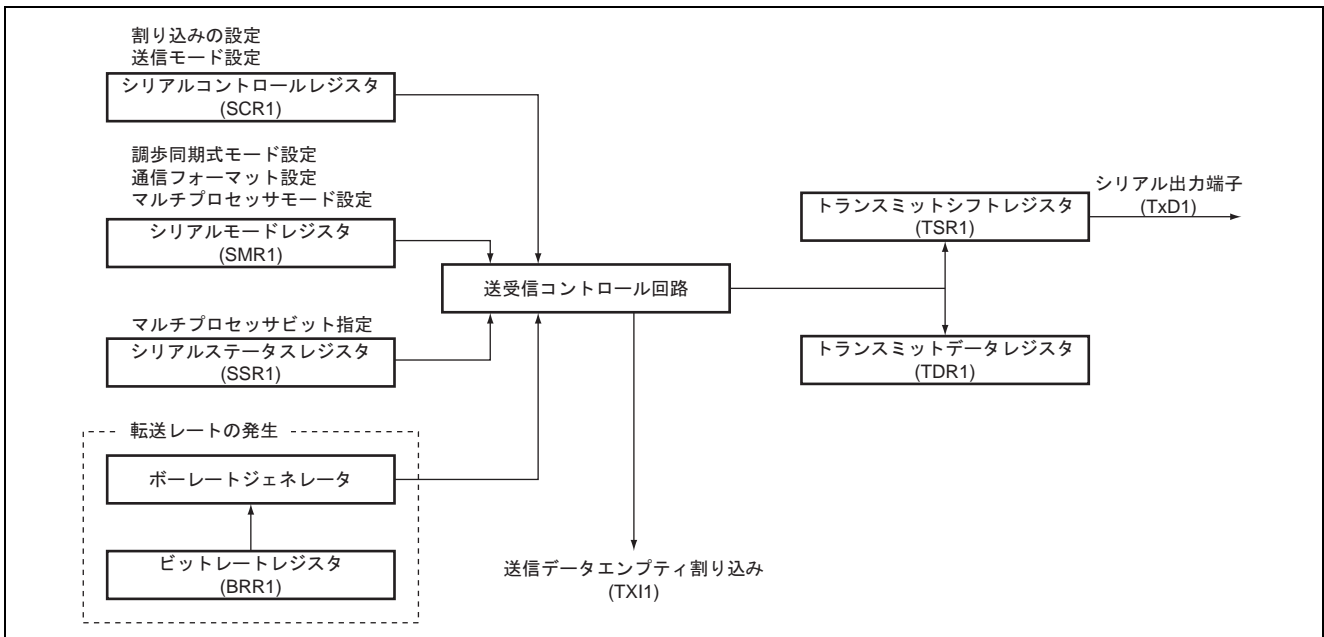 割り込みの設定
送信モード設定
シリアルコントロールレジスタ
(SCR1)
調歩同期式モード設定
通信フォーマット設定
マルチプロセッサモード設定
シリアルモードレジスタ
(SMR1)
マルチプロセッサビット指定
シリアルステータスレジスタ
(SSR1)
転送レートの発生
ボーレートジェネレータ
ビットレートレジスタ
(BRR1)
送受信コントロール回路
送信データエンプティ割り込み
(TXI1)
トランスミットシフトレジスタ
(TSR1)
シリアル出力端子
(TxD1)
トランスミットデータレジスタ
(TDR1)